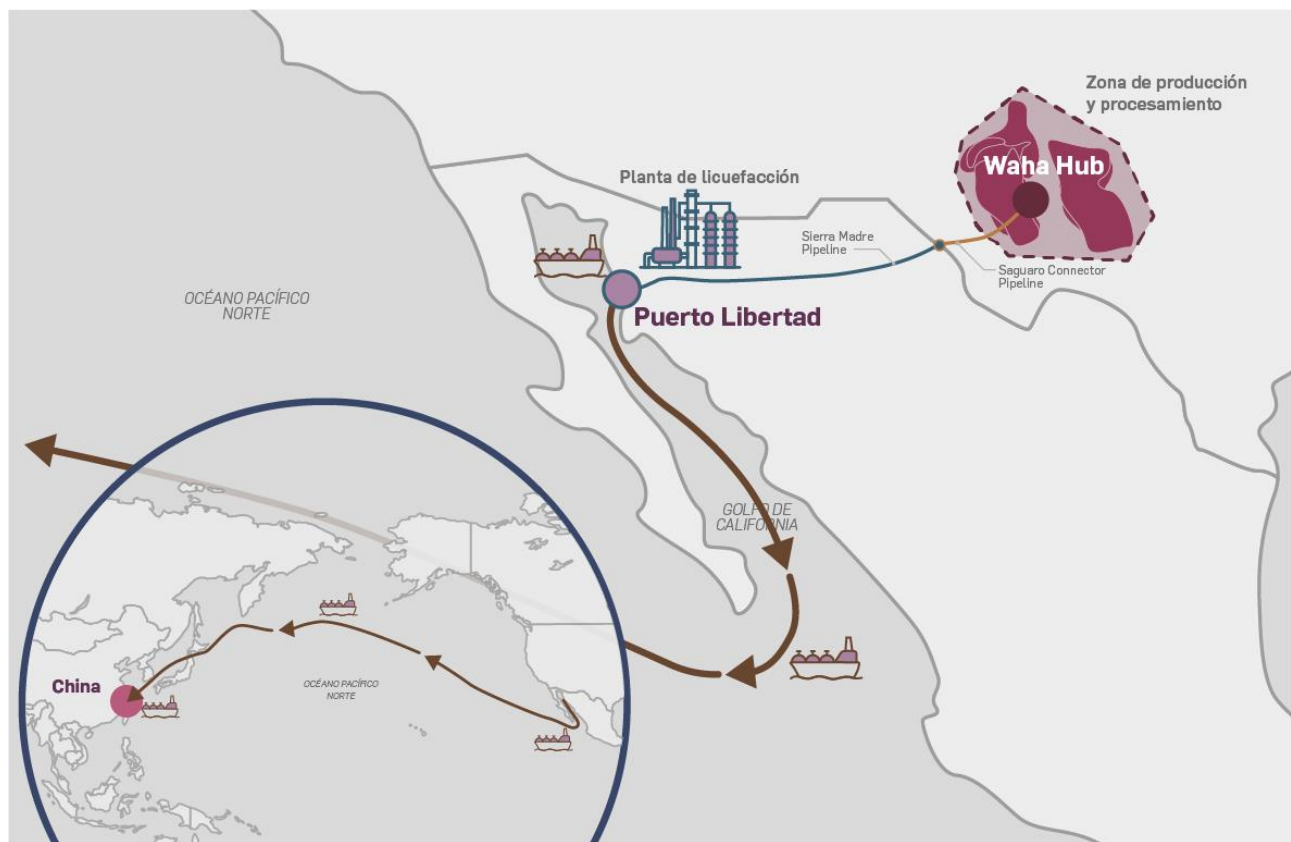 Zona de producción
y procesamiento
Waha Hub
Planta de licuefacción
Sierra Madre
Pipeline
Saguaro Connector
Pipeline
OCÉANO PACÍFICO
NORTE
Puerto Libertad
GOLFO DE
CALIFORNIA
China
OCÉANO PACÍFICO
NORTE